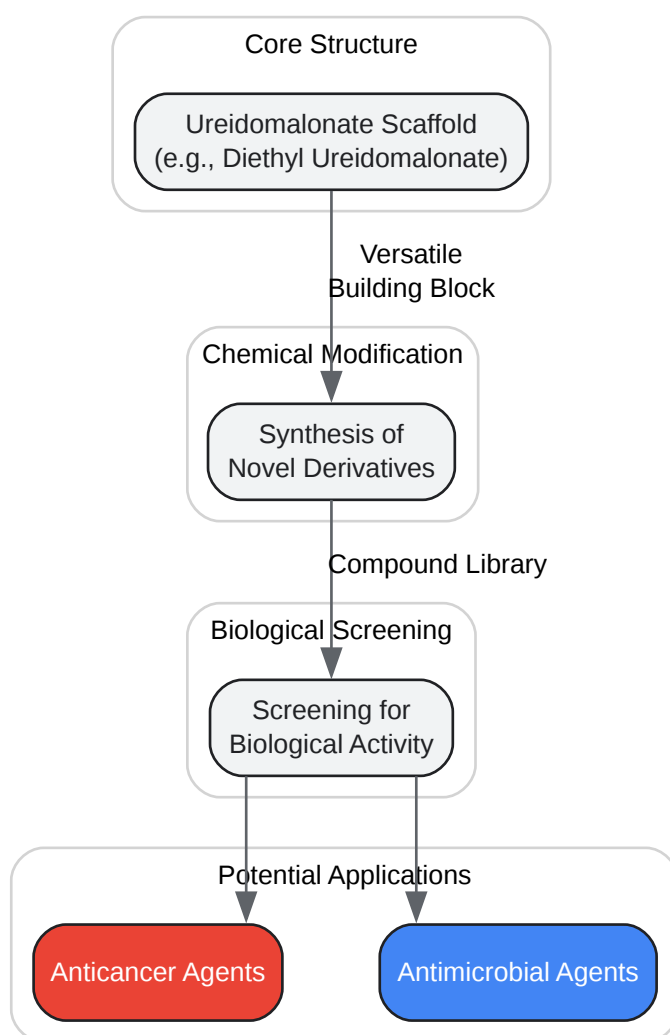 Core Structure
Ureidomalonate Scaffold
(e.g., Diethyl Ureidomalonate)
Versatile
Building Block
Chemical Modification
Synthesis of
Novel Derivatives
Compound Library
Biological Screening
Screening for
Biological Activity
Potential Applications
Anticancer Agents
Antimicrobial Agents